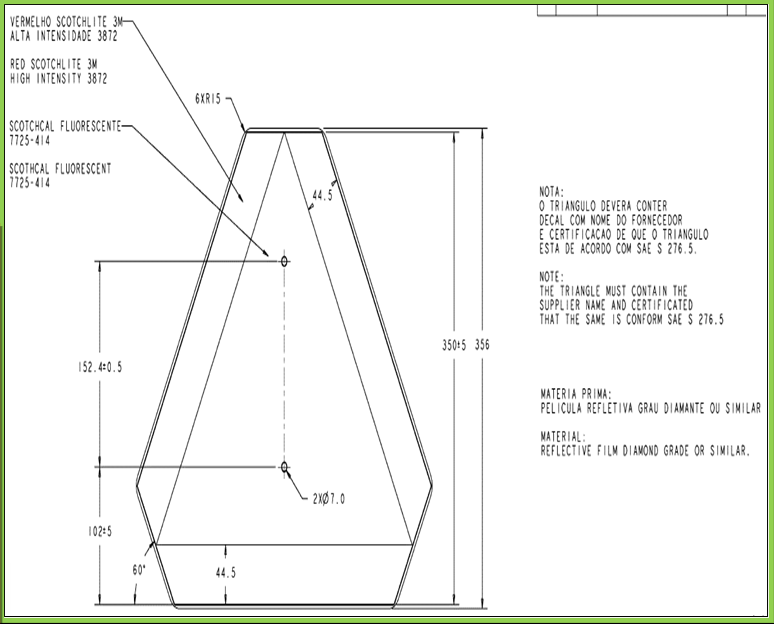 VERMELHO SCOTCHLITE 3M
ALTA INTENSIDADE 3872
RED SCOTCHLITE 3M
HIGH INTENSITY 3872
6XR15
SCOTCHCAL FLUORESCENTE
7725-414
SCOTHCAL FLUORESCENT
7725-414
44.5
NOTA:
O TRIANGULO DEVERA CONTER
DECAL COM NOME DO FORNECEDOR
E CERTIFICACAO DE QUE O TRIANGULO
ESTA DE ACORDO COM SAE S 276.5.
NOTE:
THE TRIANGLE MUST CONTAIN THE
SUPPLIER NAME AND CERTIFICATED
THAT THE SAME IS CONFORM SAE S 276.5
152.4±0.5
350±5
356
MATERIA PRIMA:
PELICULA REFLETIVA GRAU DIAMANTE OU SIMILAR
MATERIAL:
REFLECTIVE FILM DIAMOND GRADE OR SIMILAR.
2XØ7.0
102±5
60°
44.5